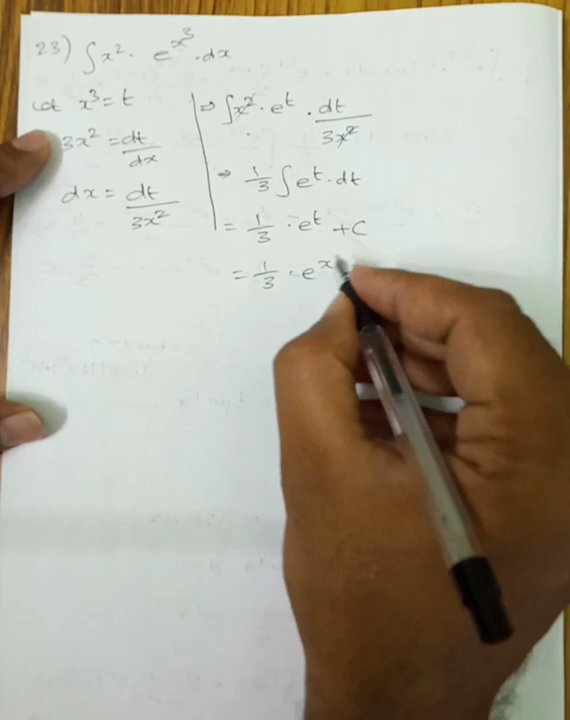 23) ∫x². e^x³ .dx
Let x³ = t
3x² = dt/dx
dx = dt/3x²
⇒ ∫x². e^t . dt/3x²
⇒ 1/3 ∫e^t. dt
= 1/3 . e^t + C
= 1/3 . e^x